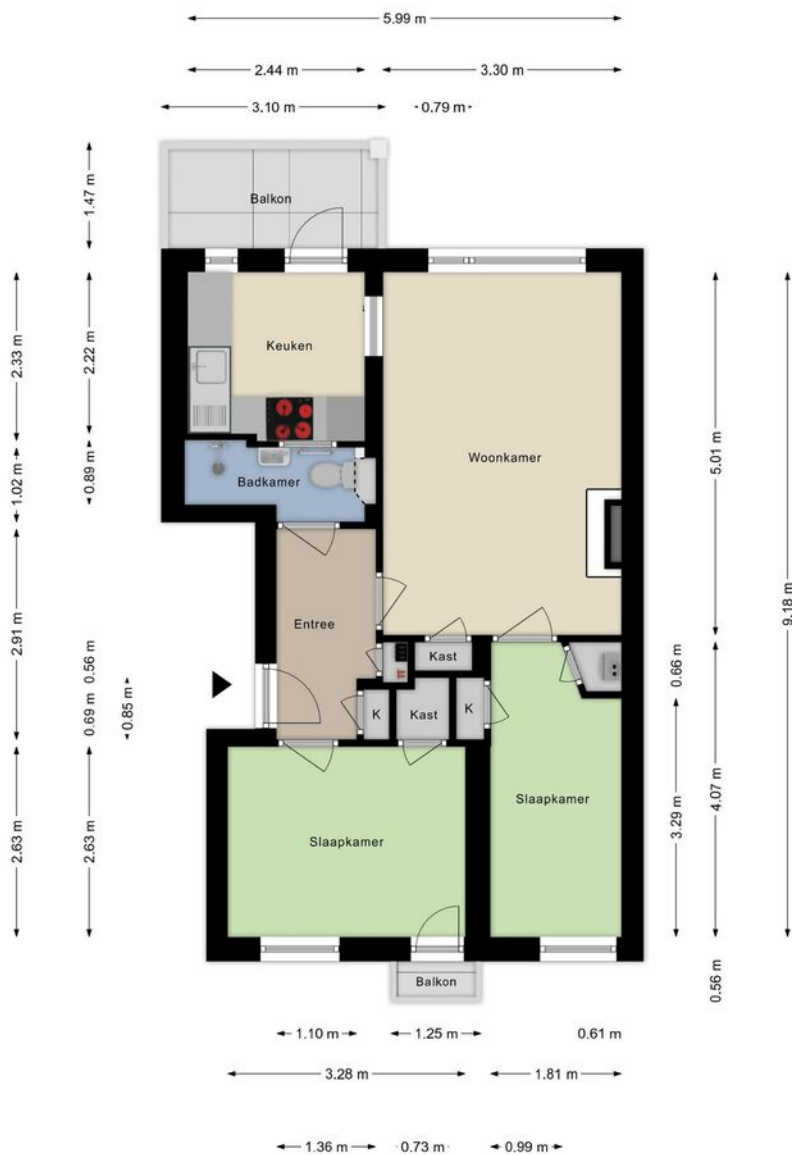 5.99 m
2.44 m
3.30 m
3.10 m
0.79 m
1.47 m
Balkon
2.33 m
2.22 m
Keuken
5.01 m
9.18 m
1.02 m
0.89 m
Badkamer
Woonkamer
2.91 m
Entree
0.56 m
0.69 m
0.85 m
Kast
0.66 m
K
Kast
K
4.07 m
3.29 m
2.63 m
2.63 m
Slaapkamer
Slaapkamer
Balkon
0.56 m
1.10 m
1.25 m
0.61 m
3.28 m
1.81 m
1.36 m
0.73 m
0.99 m